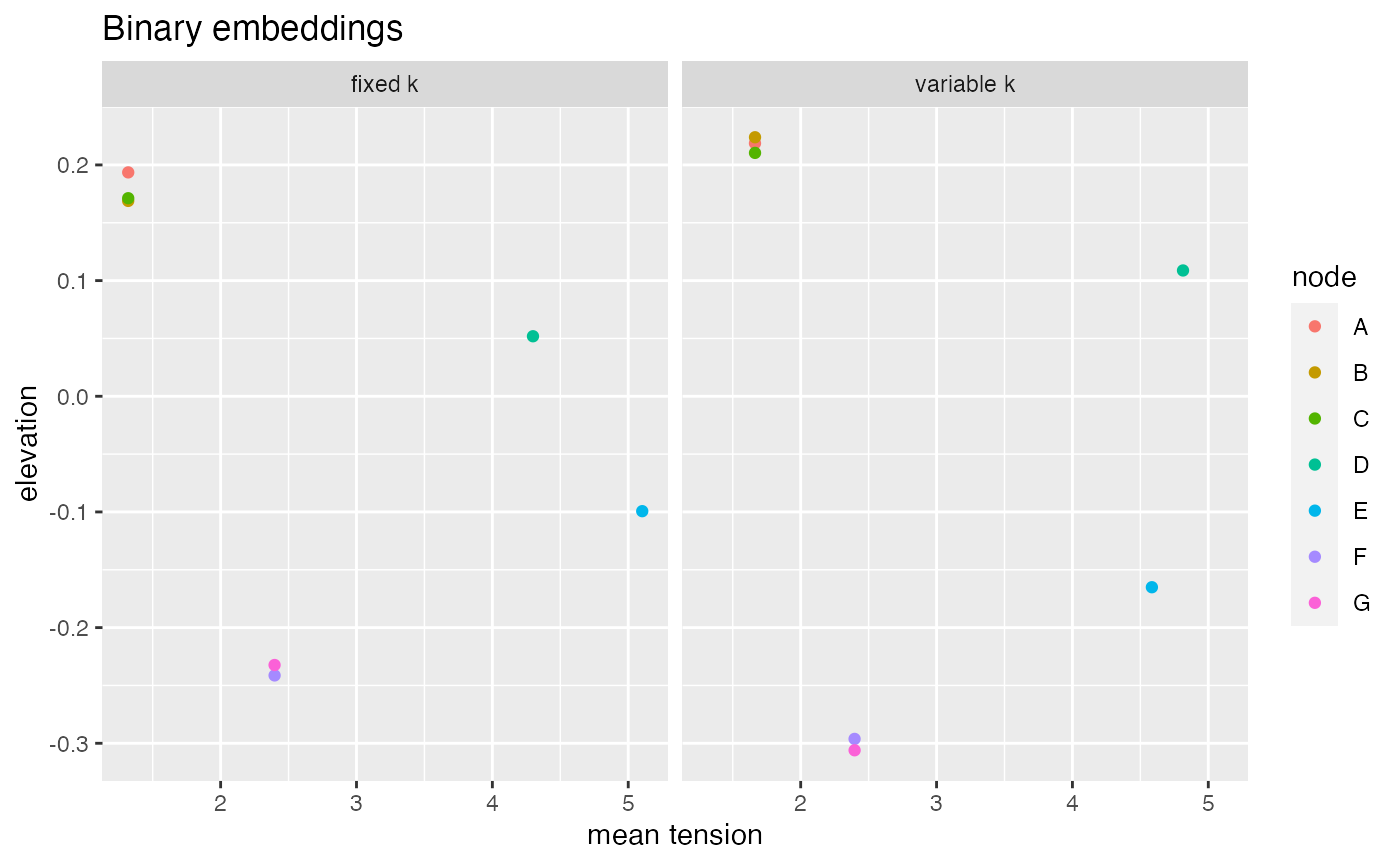 Binary embeddings
fixed k
variable k
0.2
0.1
0.0
-0.1
-0.2
-0.3
elevation
2 3 4 5
2 3 4 5
mean tension
node
A
B
C
D
E
F
G